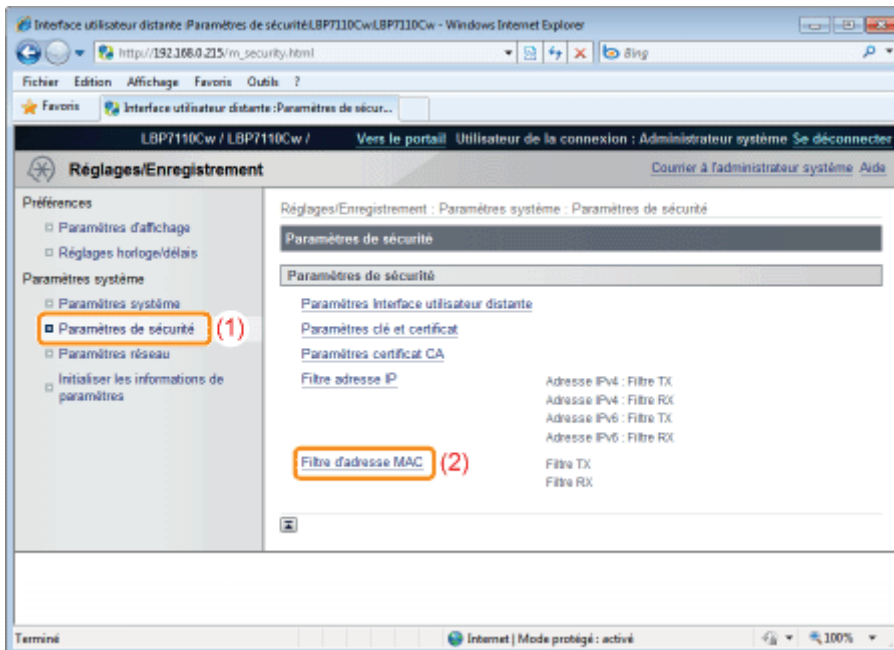 Interface utilisateur distante :Paramètres de sécurité:LBP7110Cw:LBP7110Cw - Windows Internet Explorer
http://192.168.0.215/m_security.html
Bing
Fichier Edition Affichage Favoris Outils ?
Favoris Interface utilisateur distante :Paramètres de sécur...
LBP7110Cw / LBP7110Cw / Vers le portail Utilisateur de la connexion : Administrateur système Se déconnecter
Réglages/Enregistrement Courrier à l'administrateur système Aide
Préférences
Paramètres d'affichage
Réglages horloge/délais
Paramètres système
Paramètres système
Paramètres de sécurité (1)
Paramètres réseau
Initialiser les informations de
paramètres
Réglages/Enregistrement : Paramètres système : Paramètres de sécurité
Paramètres de sécurité
Paramètres de sécurité
Paramètres Interface utilisateur distante
Paramètres clé et certificat
Paramètres certificat CA
Filtre adresse IP Adresse IPv4 : Filtre TX
Adresse IPv4 : Filtre RX
Adresse IPv6 : Filtre TX
Adresse IPv6 : Filtre RX
Filtre d'adresse MAC (2) Filtre TX
Filtre RX
Terminé Internet | Mode protégé : activé 100%